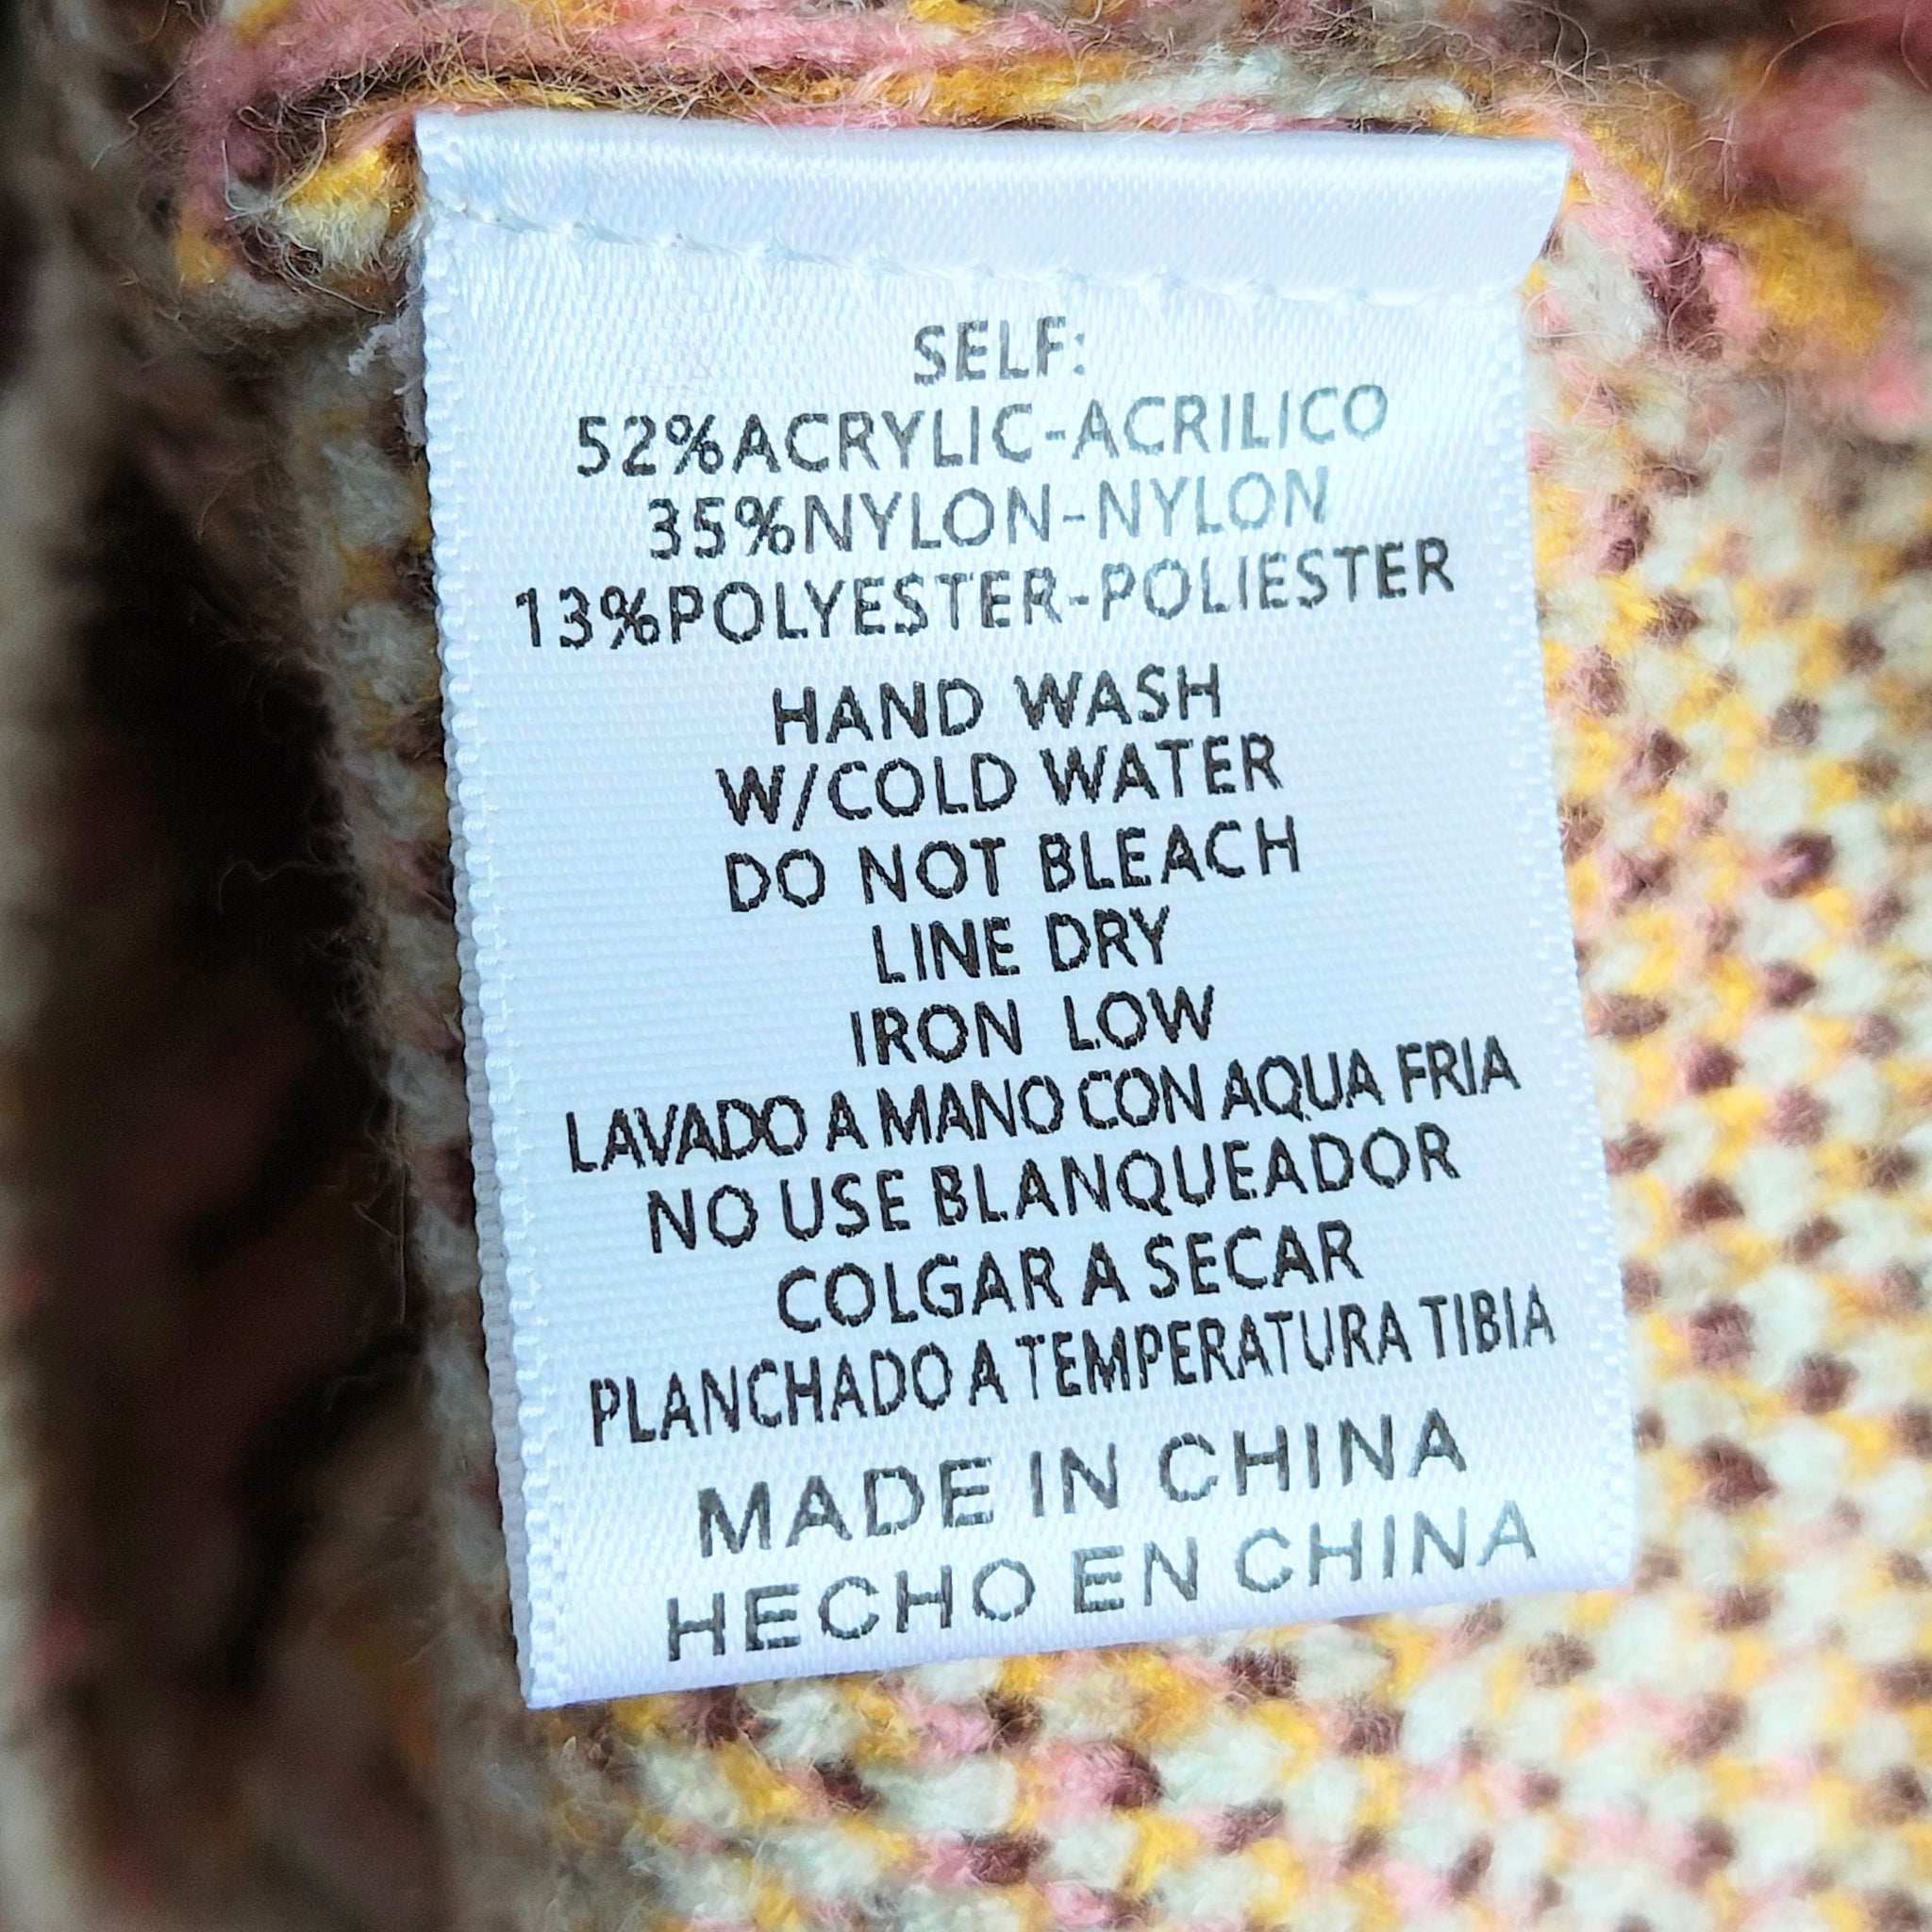 SELF:
52%ACRYLIC-ACRILICO
35%NYLON-NYLON
13%POLYESTER-POLIESTER
HAND WASH
W/COLD WATER
DO NOT BLEACH
LINE DRY
IRON LOW
LAVADO A MANO CON AQUA FRIA
NO USE BLANQUEADOR
COLGAR A SECAR
PLANCHADO A TEMPERATURA TIBIA
MADE IN CHINA
HECHO EN CHINA